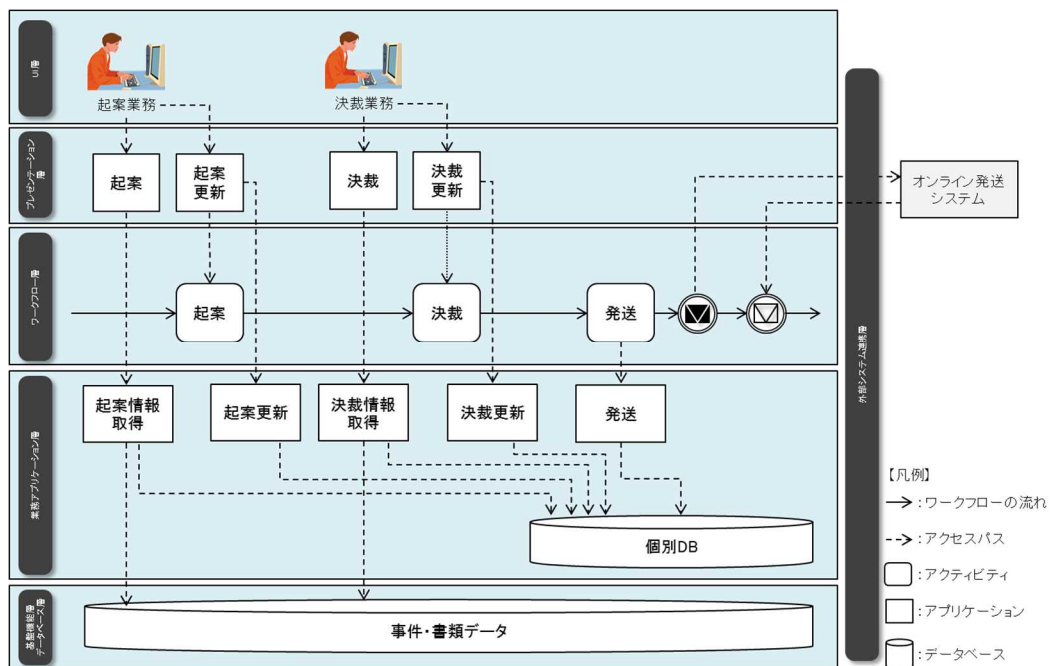 UI層
起案業務
決裁業務
プレゼンテーション
層
起案
起案
更新
決裁
決裁
更新
オンライン発送
システム
ワークフロー層
起案
決裁
発送
外部システム連携層
業務アプリケーション層
起案情報
取得
起案更新
決裁情報
取得
決裁更新
発送
個別DB
基盤機能層
データベース層
事件・書類データ
【凡例】
:ワークフローの流れ
:アクセスパス
:アクティビティ
:アプリケーション
:データベース